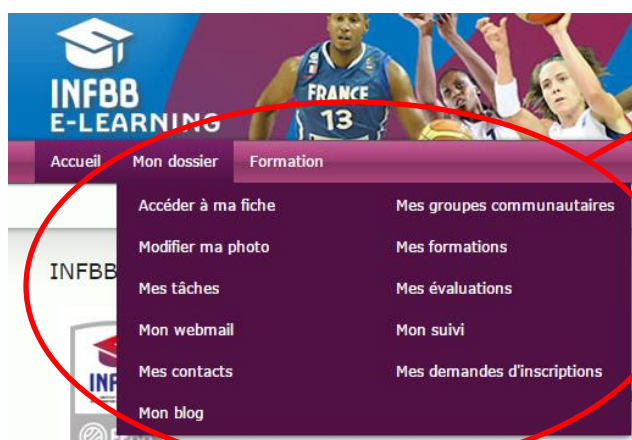 INFBB
E-LEARNING
FRANCE
13
Accueil Mon dossier Formation
Accéder à ma fiche
Modifier ma photo
Mes tâches
Mon webmail
Mes contacts
Mon blog
Mes groupes communautaires
Mes formations
Mes évaluations
Mon suivi
Mes demandes d'inscriptions
INFBB
INF